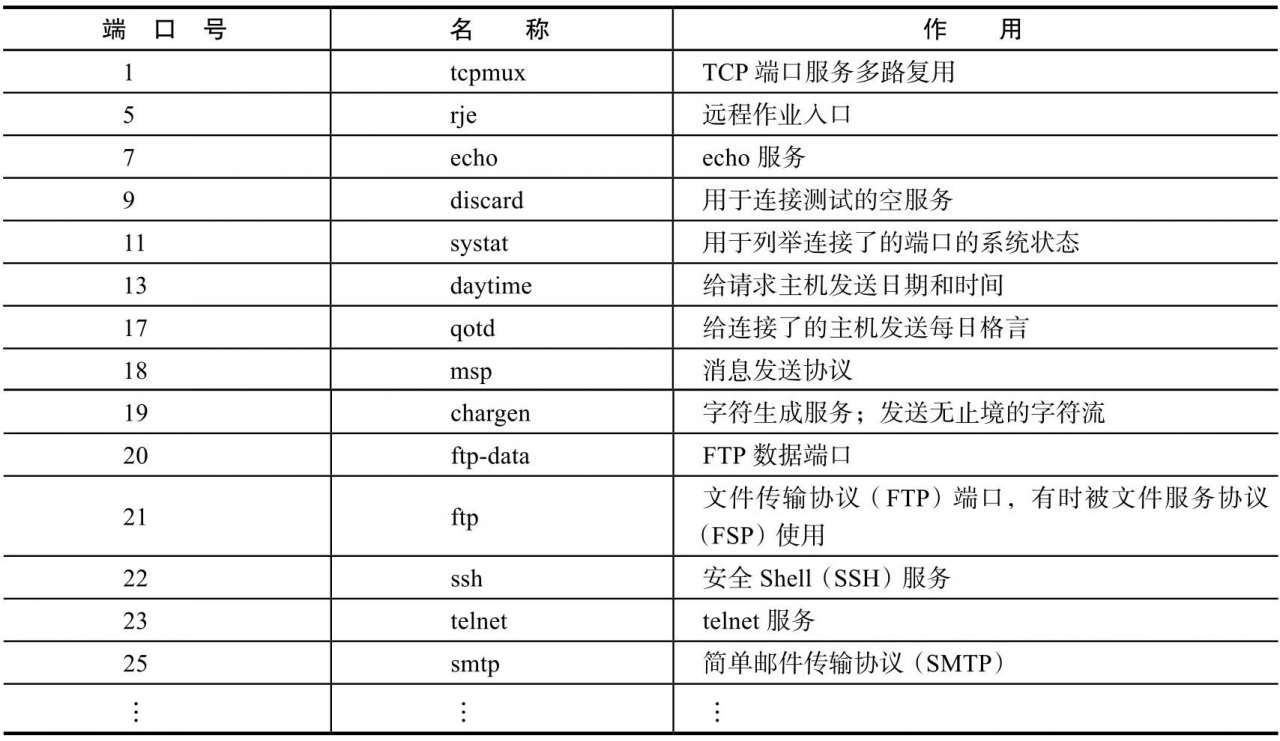 端 口 号 名 称 作 用
1 tcpmux TCP 端口服务多路复用
5 rje 远程作业入口
7 echo echo 服务
9 discard 用于连接测试的空服务
11 systat 用于列举连接了的端口的系统状态
13 daytime 给请求主机发送日期和时间
17 qotd 给连接了的主机发送每日格言
18 msp 消息发送协议
19 chargen 字符生成服务；发送无止境的字符流
20 ftp-data FTP 数据端口
21 ftp 文件传输协议（FTP）端口，有时被文件服务协议
（FSP）使用
22 ssh 安全 Shell（SSH）服务
23 telnet telnet 服务
25 smtp 简单邮件传输协议（SMTP）
⋮ ⋮ ⋮